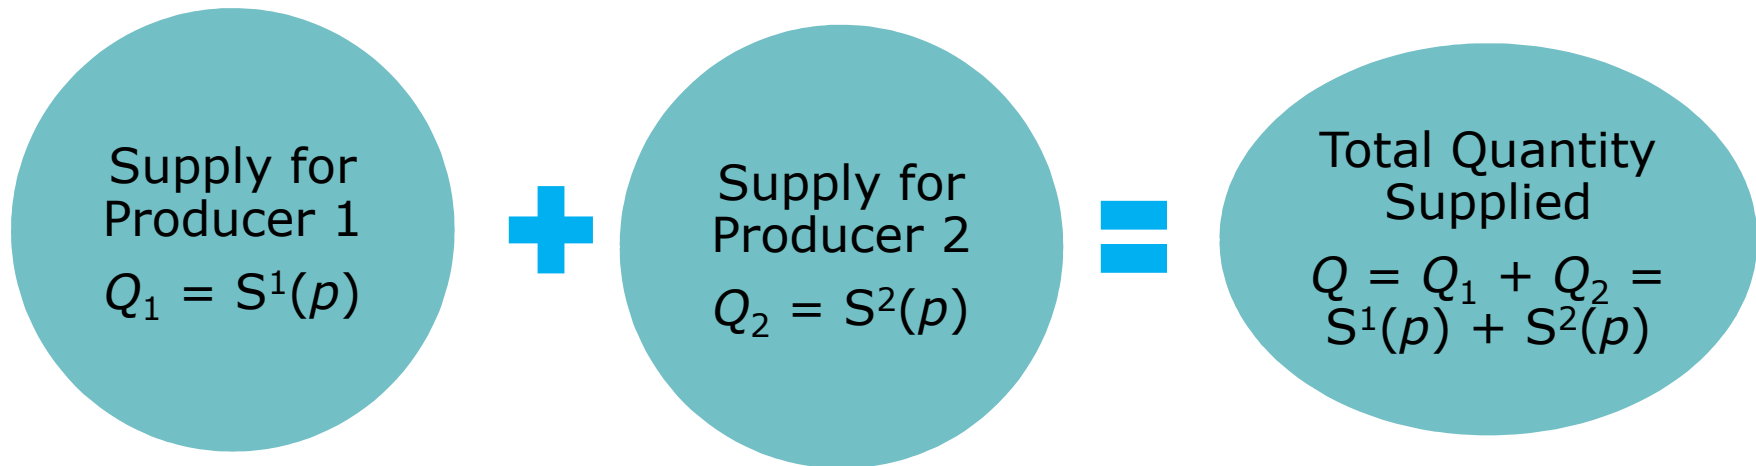 Supply for
Producer 1
Q₁ = S¹(p)
Supply for
Producer 2
Q₂ = S²(p)
Total Quantity
Supplied
Q = Q₁ + Q₂ =
S¹(p) + S²(p)